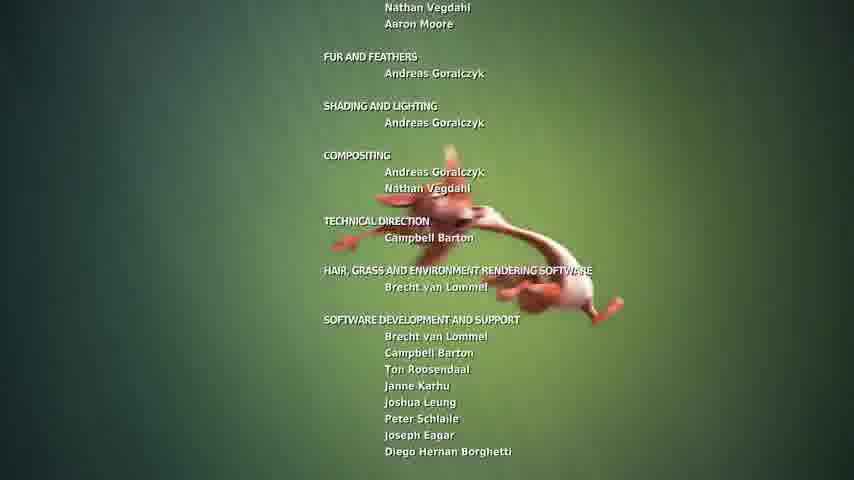 Nathan Vegdahl
Aaron Moore
FUR AND FEATHERS
Andreas Goralczyk
SHADING AND LIGHTING
Andreas Goralczyk
COMPOSITING
Andreas Goralczyk
Nathan Vegdahl
TECHNICAL DIRECTION
Campbell Barton
HAIR, GRASS AND ENVIRONMENT RENDERING SOFTWARE
Brecht van Lommel
SOFTWARE DEVELOPMENT AND SUPPORT
Brecht van Lommel
Campbell Barton
Ton Roosendaal
Janne Karhu
Joshua Leung
Peter Schlaile
Joseph Eagar
Diego Hernan Borghetti